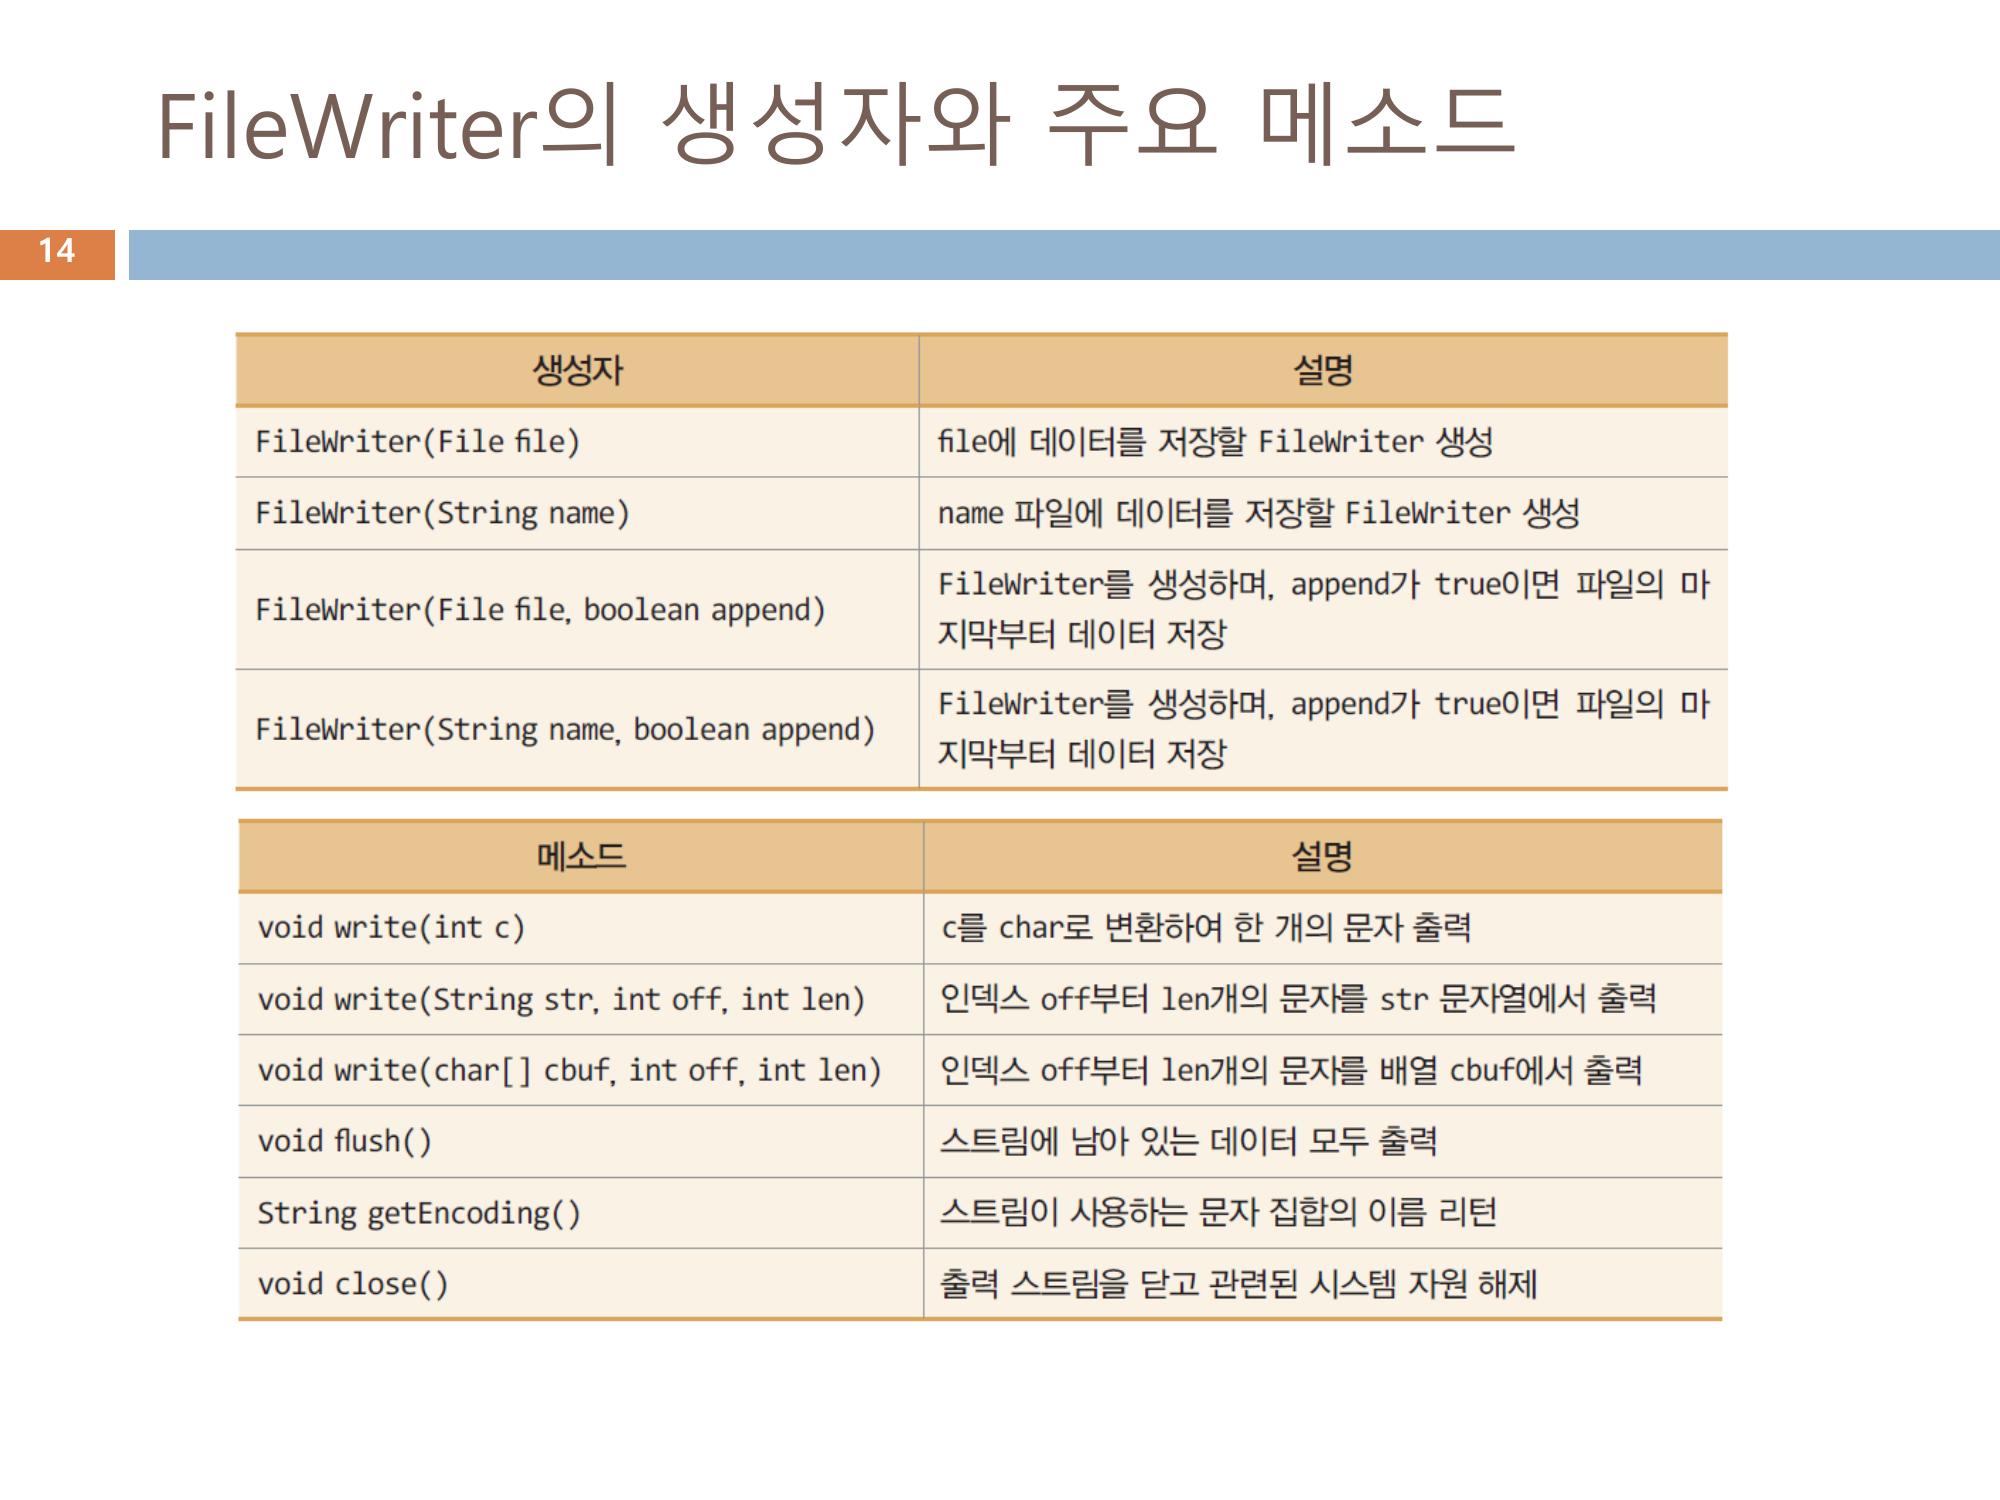 FileWriter의 생성자와 주요 메소드
14
생성자 설명
FileWriter(File file) file에 데이터를 저장할 FileWriter 생성
FileWriter(String name) name 파일에 데이터를 저장할 FileWriter 생성
FileWriter(File file, boolean append) FileWriter를 생성하며, append가 true이면 파일의 마
지막부터 데이터 저장
FileWriter(String name, boolean append) FileWriter를 생성하며, append가 true이면 파일의 마
지막부터 데이터 저장
메소드 설명
void write(int c) c를 char로 변환하여 한 개의 문자 출력
void write(String str, int off, int len) 인덱스 off부터 len개의 문자를 str 문자열에서 출력
void write(char[] cbuf, int off, int len) 인덱스 off부터 len개의 문자를 배열 cbuf에서 출력
void flush() 스트림에 남아 있는 데이터 모두 출력
String getEncoding() 스트림이 사용하는 문자 집합의 이름 리턴
void close() 출력 스트림을 닫고 관련된 시스템 자원 해제